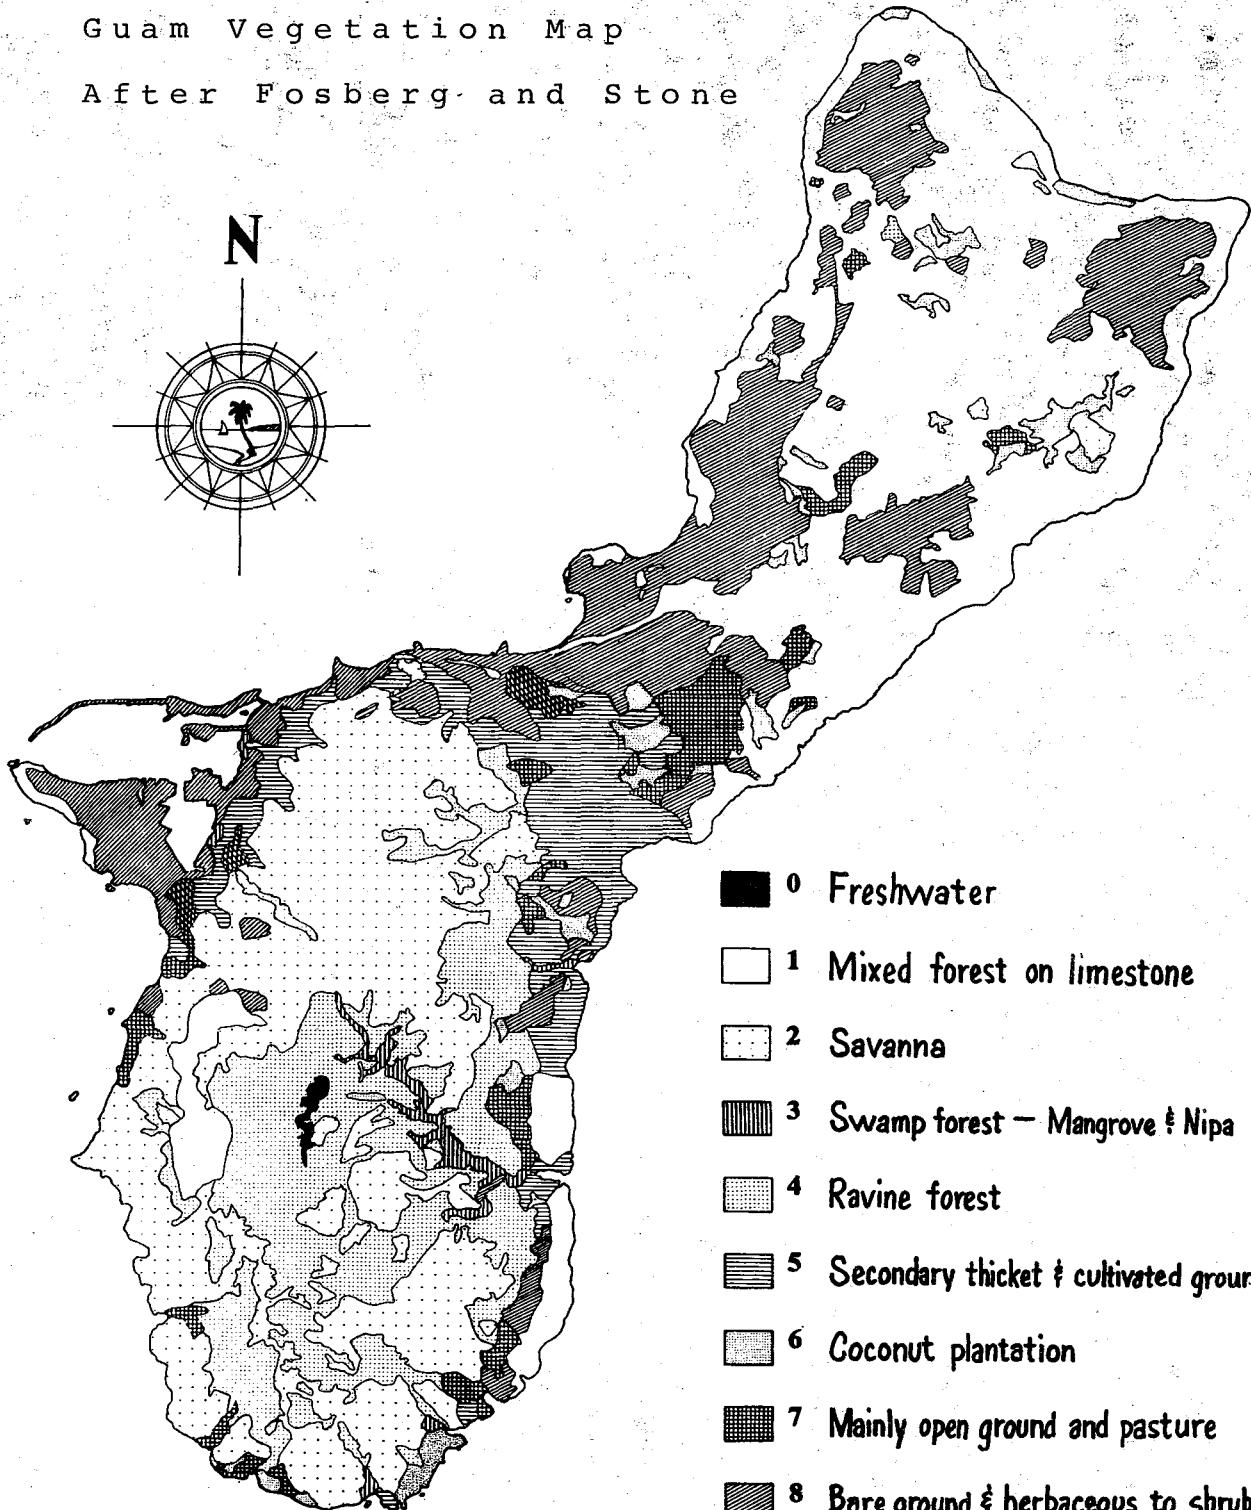 Guam Vegetation Map
After Fosberg and Stone
N
0 Freshwater
1 Mixed forest on limestone
2 Savanna
3 Swamp forest – Mangrove & Nipa
4 Ravine forest
5 Secondary thicket & cultivated groun
6 Coconut plantation
7 Mainly open ground and pasture
8 Bare ground & herbaceous to shrub